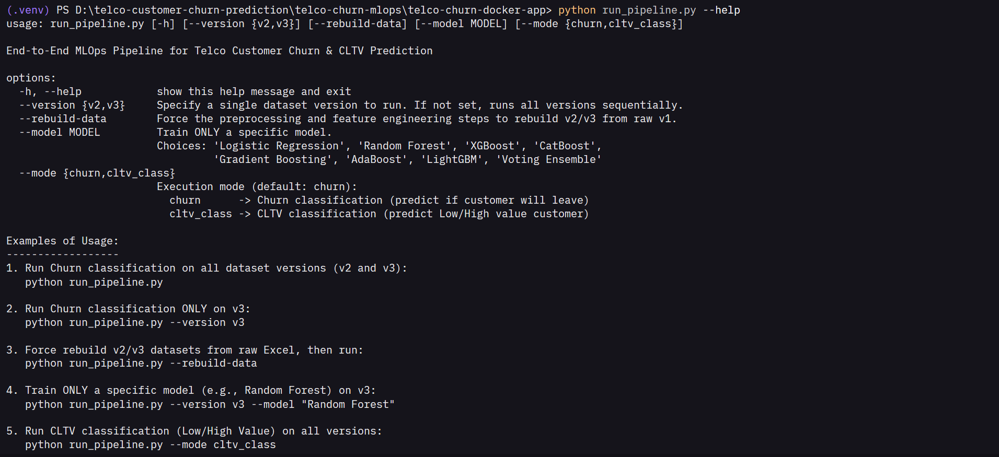 (.venv) PS D:\telco-customer-churn-prediction\telco-churn-mlops\telco-churn-docker-app> python run_pipeline.py --help
usage: run_pipeline.py [-h] [--version {v2,v3}] [--rebuild-data] [--model MODEL] [--mode {churn,cltv_class}]

End-to-End MLOps Pipeline for Telco Customer Churn & CLTV Prediction

options:
  -h, --help            show this help message and exit
  --version {v2,v3}     Specify a single dataset version to run. If not set, runs all versions sequentially.
  --rebuild-data        Force the preprocessing and feature engineering steps to rebuild v2/v3 from raw v1.
  --model MODEL         Train ONLY a specific model.
                        Choices: 'Logistic Regression', 'Random Forest', 'XGBoost', 'CatBoost',
                                 'Gradient Boosting', 'AdaBoost', 'LightGBM', 'Voting Ensemble'
  --mode {churn,cltv_class}
                        Execution mode (default: churn):
                          churn      -> Churn classification (predict if customer will leave)
                          cltv_class -> CLTV classification (predict Low/High value customer)

Examples of Usage:
------------------
1. Run Churn classification on all dataset versions (v2 and v3):
   python run_pipeline.py

2. Run Churn classification ONLY on v3:
   python run_pipeline.py --version v3

3. Force rebuild v2/v3 datasets from raw Excel, then run:
   python run_pipeline.py --rebuild-data

4. Train ONLY a specific model (e.g., Random Forest) on v3:
   python run_pipeline.py --version v3 --model "Random Forest"

5. Run CLTV classification (Low/High Value) on all versions:
   python run_pipeline.py --mode cltv_class